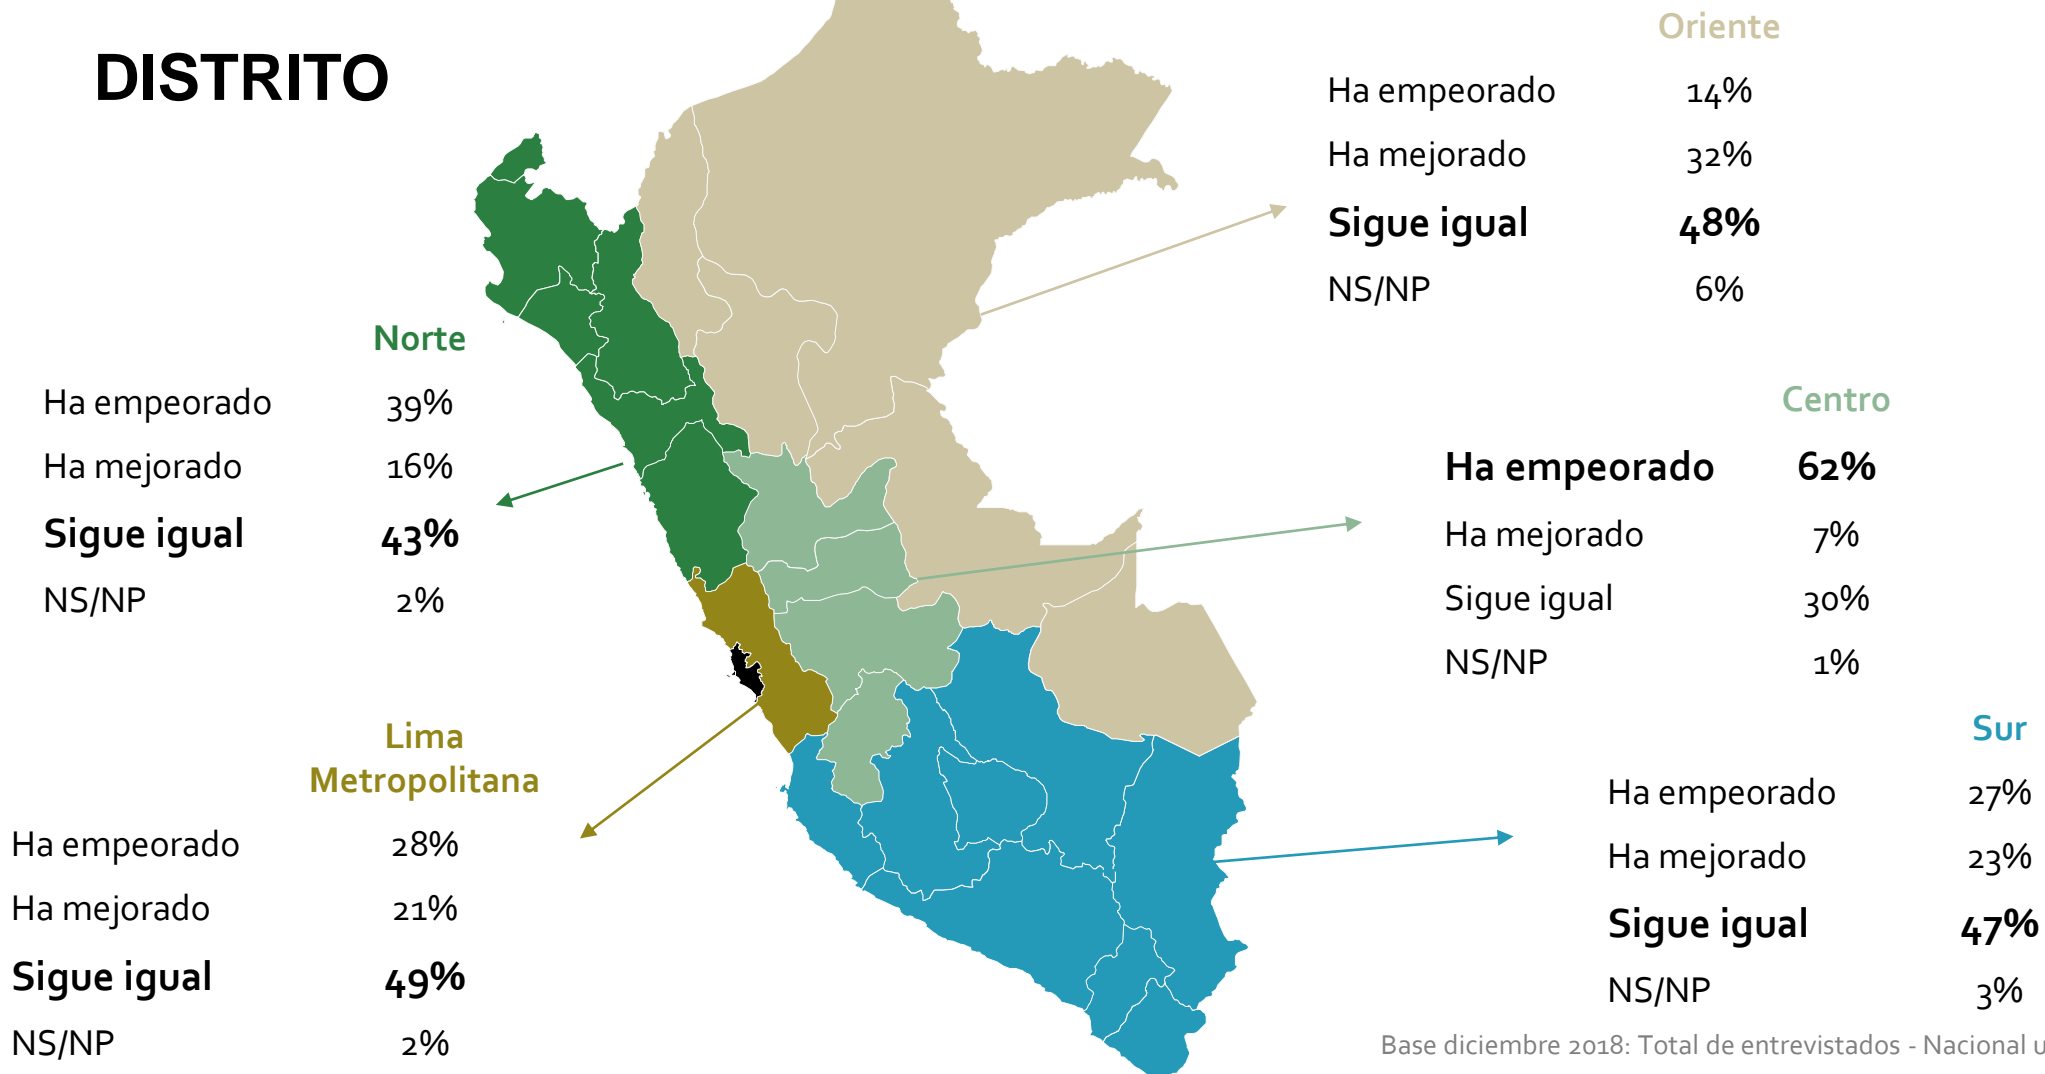 DISTRITO
Oriente
Ha empeorado 14%
Ha mejorado 32%
Sigue igual 48%
NS/NP 6%
Norte
Ha empeorado 39%
Ha mejorado 16%
Sigue igual 43%
NS/NP 2%
Centro
Ha empeorado 62%
Ha mejorado 7%
Sigue igual 30%
NS/NP 1%
Lima
Metropolitana
Ha empeorado 28%
Ha mejorado 21%
Sigue igual 49%
NS/NP 2%
Sur
Ha empeorado 27%
Ha mejorado 23%
Sigue igual 47%
NS/NP 3%
Base diciembre 2018: Total de entrevistados - Nacional u